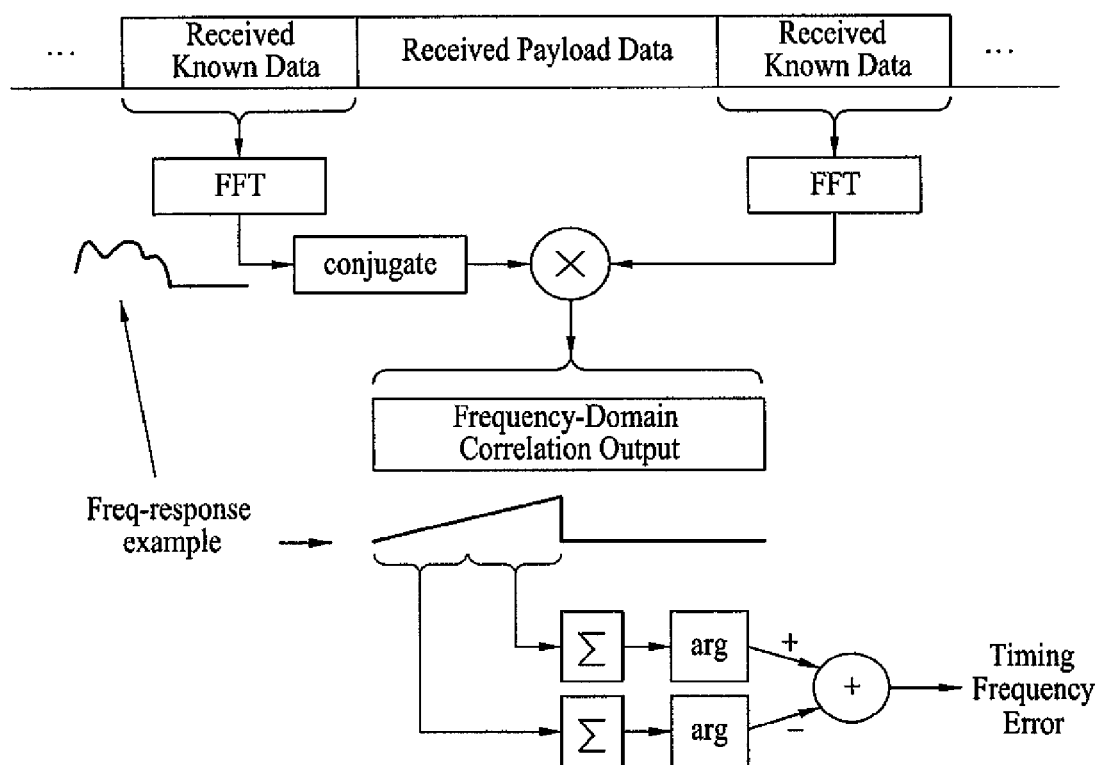 ...
Received
Known Data
Received Payload Data
Received
Known Data
...
FFT
FFT
conjugate
×
Frequency-Domain
Correlation Output
Freq-response
example
Σ
arg
+
Σ
arg
−
+
Timing
Frequency
Error